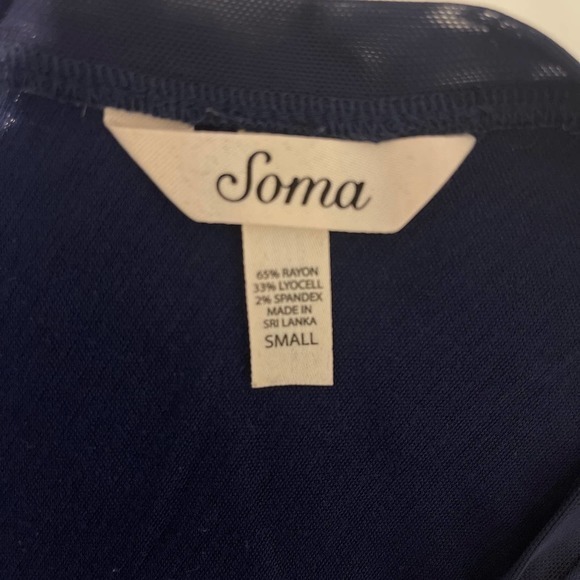 Soma
65% RAYON
33% LYOCELL
2% SPANDEX
MADE IN
SRI LANKA
SMALL